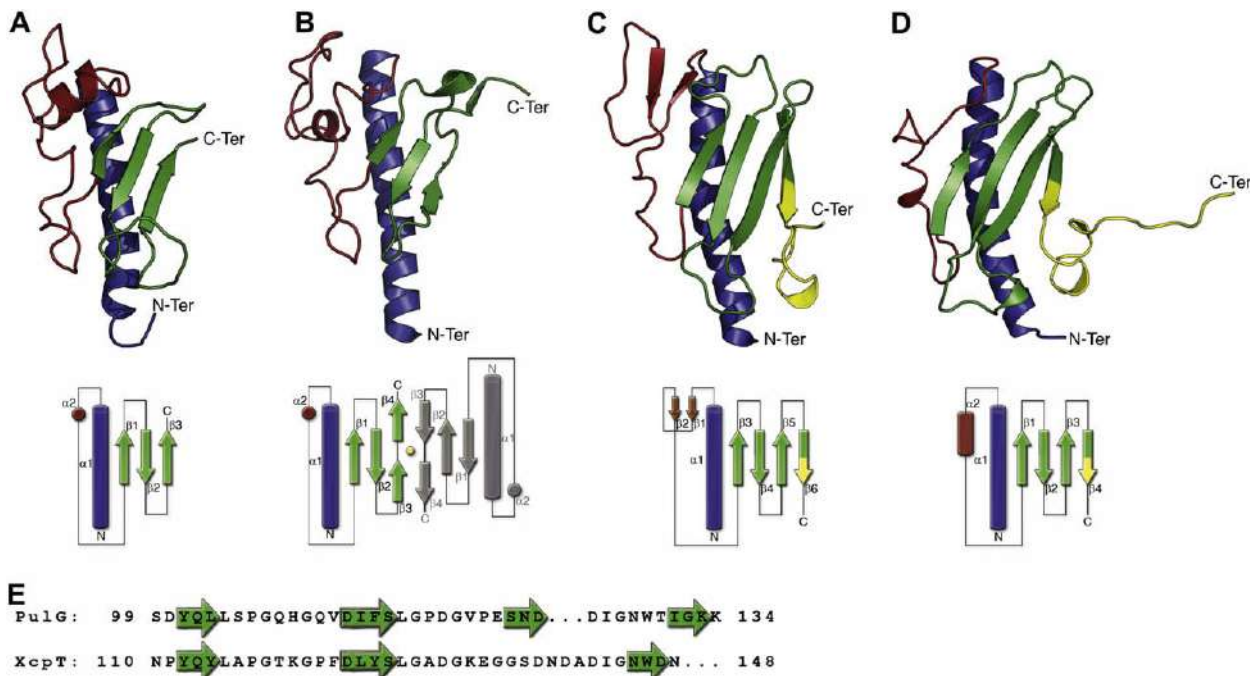 A
B
C
D
C-Ter
N-Ter
C-Ter
N-Ter
C-Ter
N-Ter
C-Ter
N-Ter
α2
α1
N
β1
β2
C
β3
α2
α1
N
β1
β2
C
β4
β3
β3
β4
C
β2
β1
N
α1
α2
β2
β1
α1
N
β3
β4
β5
β6
C
α2
α1
N
β1
β2
β3
β4
C
E
PulG: 99 SDYQLLSPGQHGQVDIFSLGPDGVPESND...DIGNWTIGKK 134
XcpT: 110 NPYQYLAPGTKGPFDLYSLGADGKEGGSDNDADIGNWDN... 148